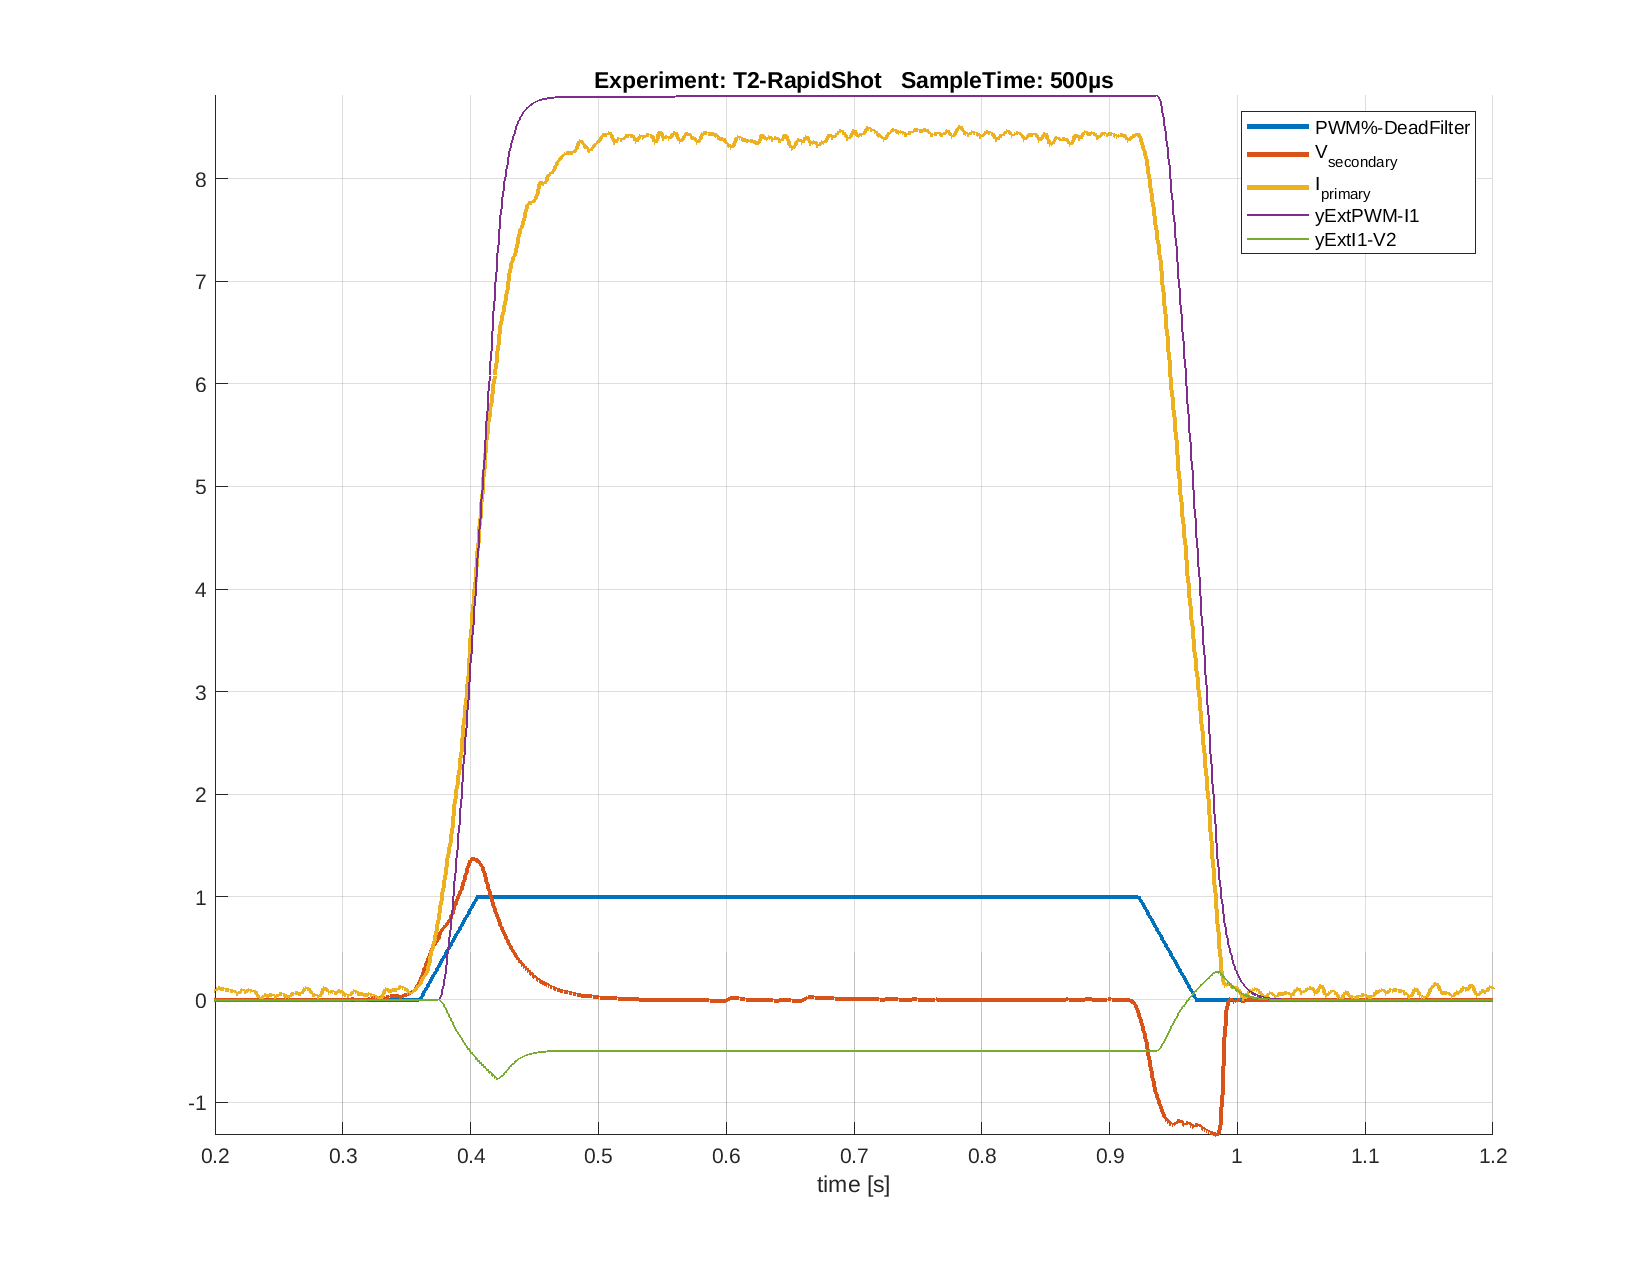 Experiment: T2-RapidShot   SampleTime: 500µs
PWM%-DeadFilter
Vsecondary
Iprimary
yExtPWM-I1
yExtI1-V2
8
7
6
5
4
3
2
1
0
-1
0.2 0.3 0.4 0.5 0.6 0.7 0.8 0.9 1 1.1 1.2
time [s]